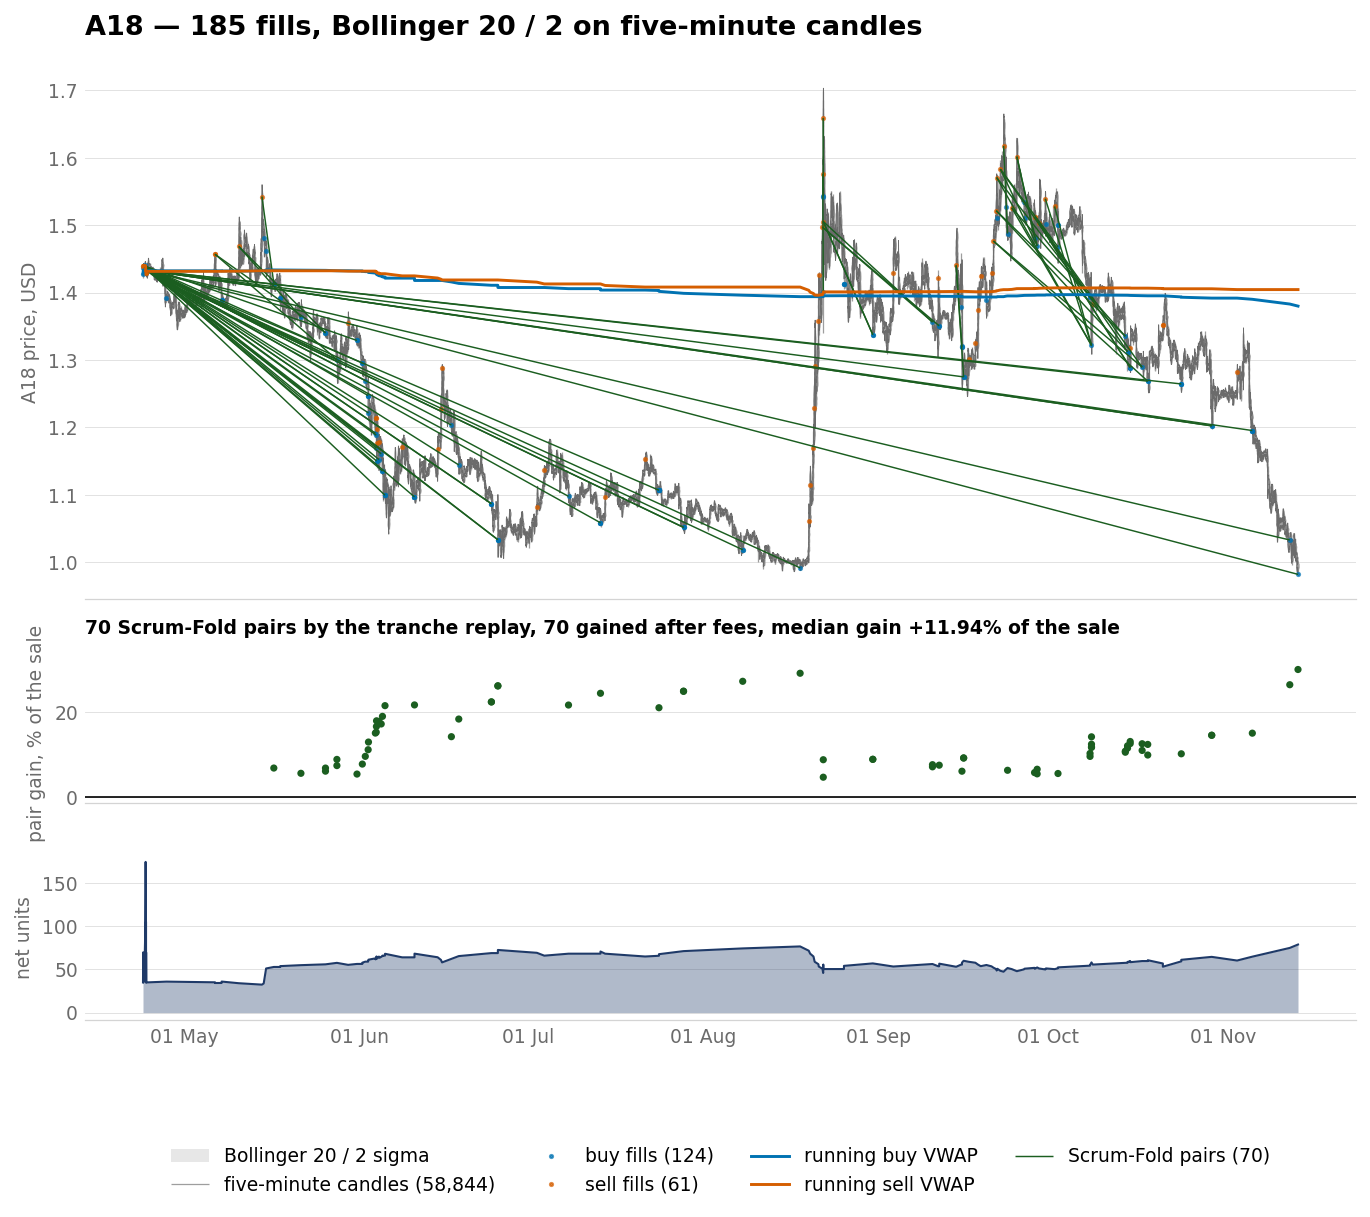 A18 — 185 fills, Bollinger 20 / 2 on five-minute candles
A18 price, USD
1.7
1.6
1.5
1.4
1.3
1.2
1.1
1.0
70 Scrum-Fold pairs by the tranche replay, 70 gained after fees, median gain +11.94% of the sale
pair gain, % of the sale
20
0
net units
150
100
50
0
01 May 01 Jun 01 Jul 01 Aug 01 Sep 01 Oct 01 Nov
Bollinger 20 / 2 sigma
five-minute candles (58,844)
buy fills (124)
sell fills (61)
running buy VWAP
running sell VWAP
Scrum-Fold pairs (70)